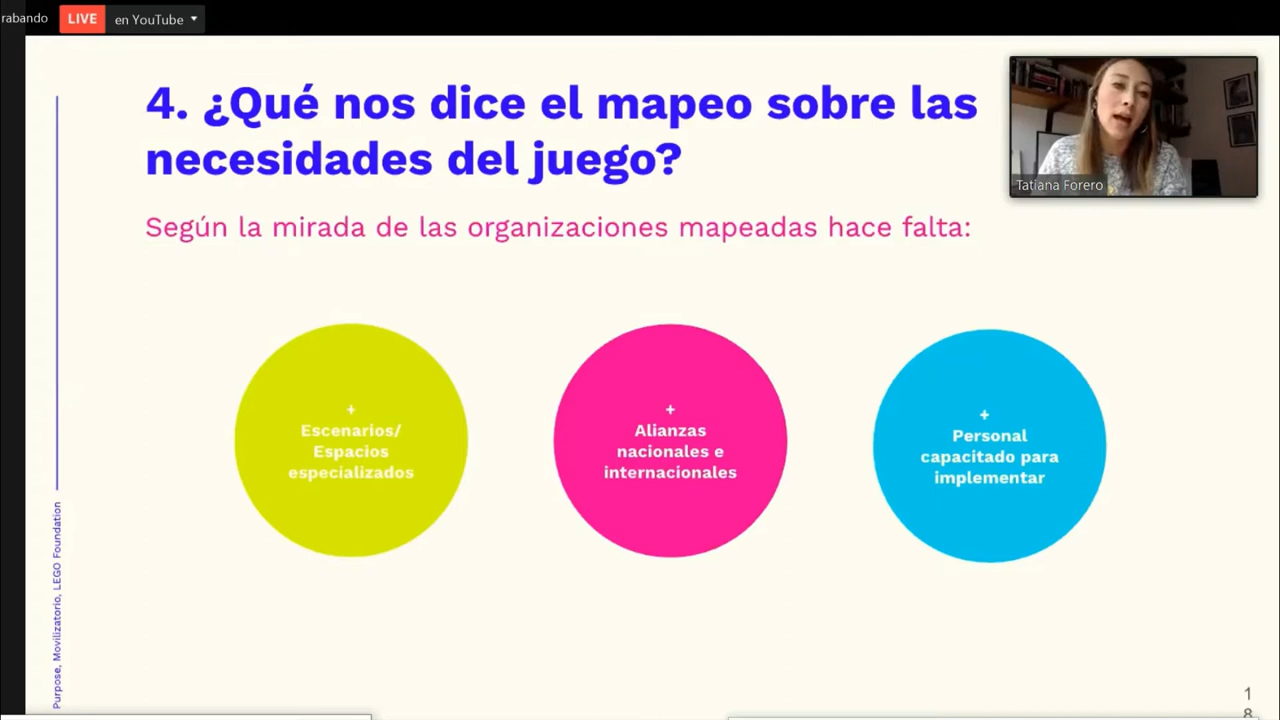 rabando
LIVE
en YouTube
4. ¿Qué nos dice el mapeo sobre las
necesidades del juego?
Según la mirada de las organizaciones mapeadas hace falta:
Tatiana Forero
+
Escenarios/
Espacios
especializados
+
Alianzas
nacionales e
internacionales
+
Personal
capacitado para
implementar
Purpose, Movilizatorio, LEGO Foundation
1
8